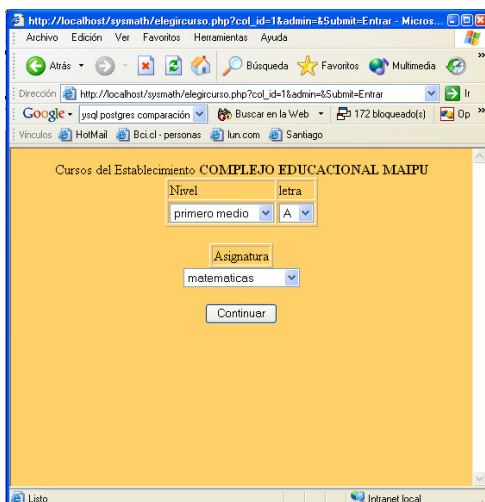 http://localhost/sysmath/elegircurso.php?col_id=1&admin=&Submit=Entrar - Micros...
Archivo Edición Ver Favoritos Herramientas Ayuda
Atrás Búsqueda Favoritos Multimedia »
Dirección http://localhost/sysmath/elegircurso.php?col_id=1&admin=&Submit=Entrar Ir
Google ysql postgres comparación Buscar en la Web 172 bloqueado(s) Op »
Vínculos HotMail Bci.cl - personas lun.com Santiago
Cursos del Establecimiento COMPLEJO EDUCACIONAL MAIPU
Nivel letra
primero medio A
Asignatura
matematicas
Continuar
Listo Intranet local